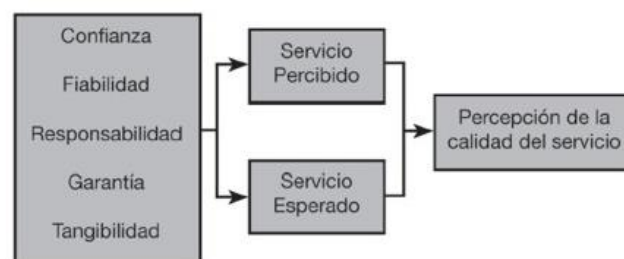 Confianza
Fiabilidad
Responsabilidad
Garantía
Tangibilidad
Servicio
Percibido
Servicio
Esperado
Percepción de la
calidad del servicio